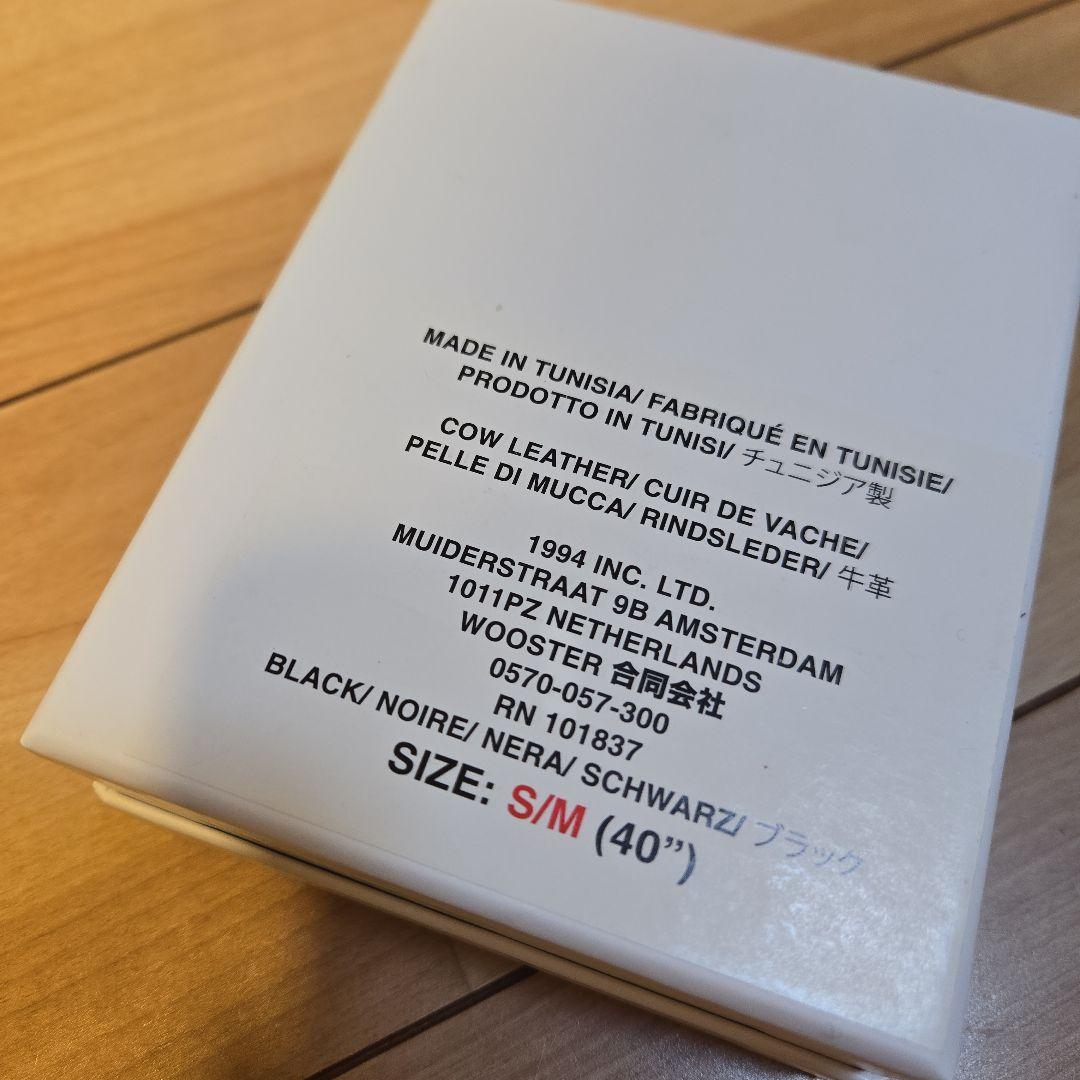 MADE IN TUNISIA/ FABRIQUÉ EN TUNISIE/
PRODOTTO IN TUNISI/ チュニジア製
COW LEATHER/ CUIR DE VACHE/
PELLE DI MUCCA/ RINDSLEDER/ 牛革
1994 INC. LTD.
MUIDERSTRAAT 9B AMSTERDAM
1011PZ NETHERLANDS
WOOSTER 合同会社
0570-057-300
RN 101837
BLACK/ NOIRE/ NERA/ SCHWARZ/ ブラック
SIZE: S/M (40”)